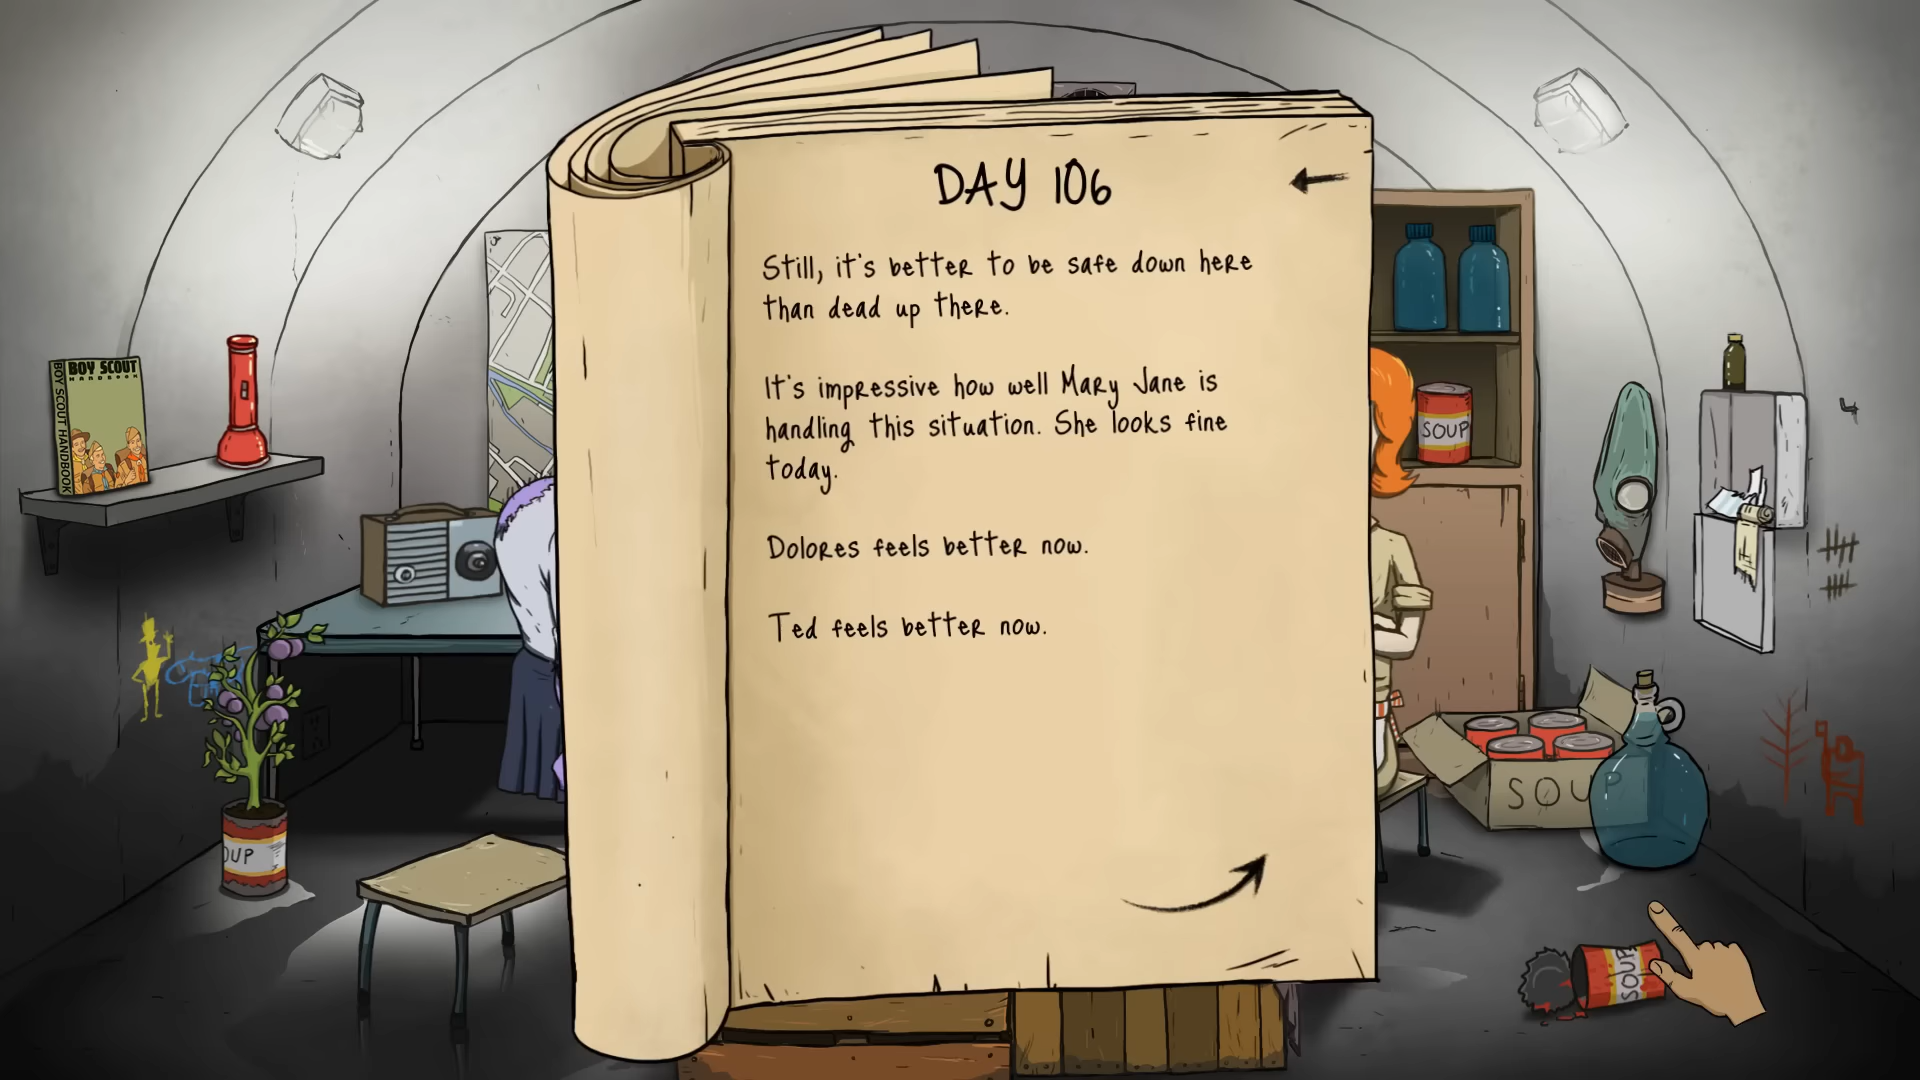 DAY 106
Still, it's better to be safe down here
than dead up there.
It's impressive how well Mary Jane is
handling this situation. She looks fine
today.
Dolores feels better now.
Ted feels better now.
BOY SCOUT
HANDBOOK
BOY SCOUT HANDBOOK
SOUP
SOUP
OUP
SOUP